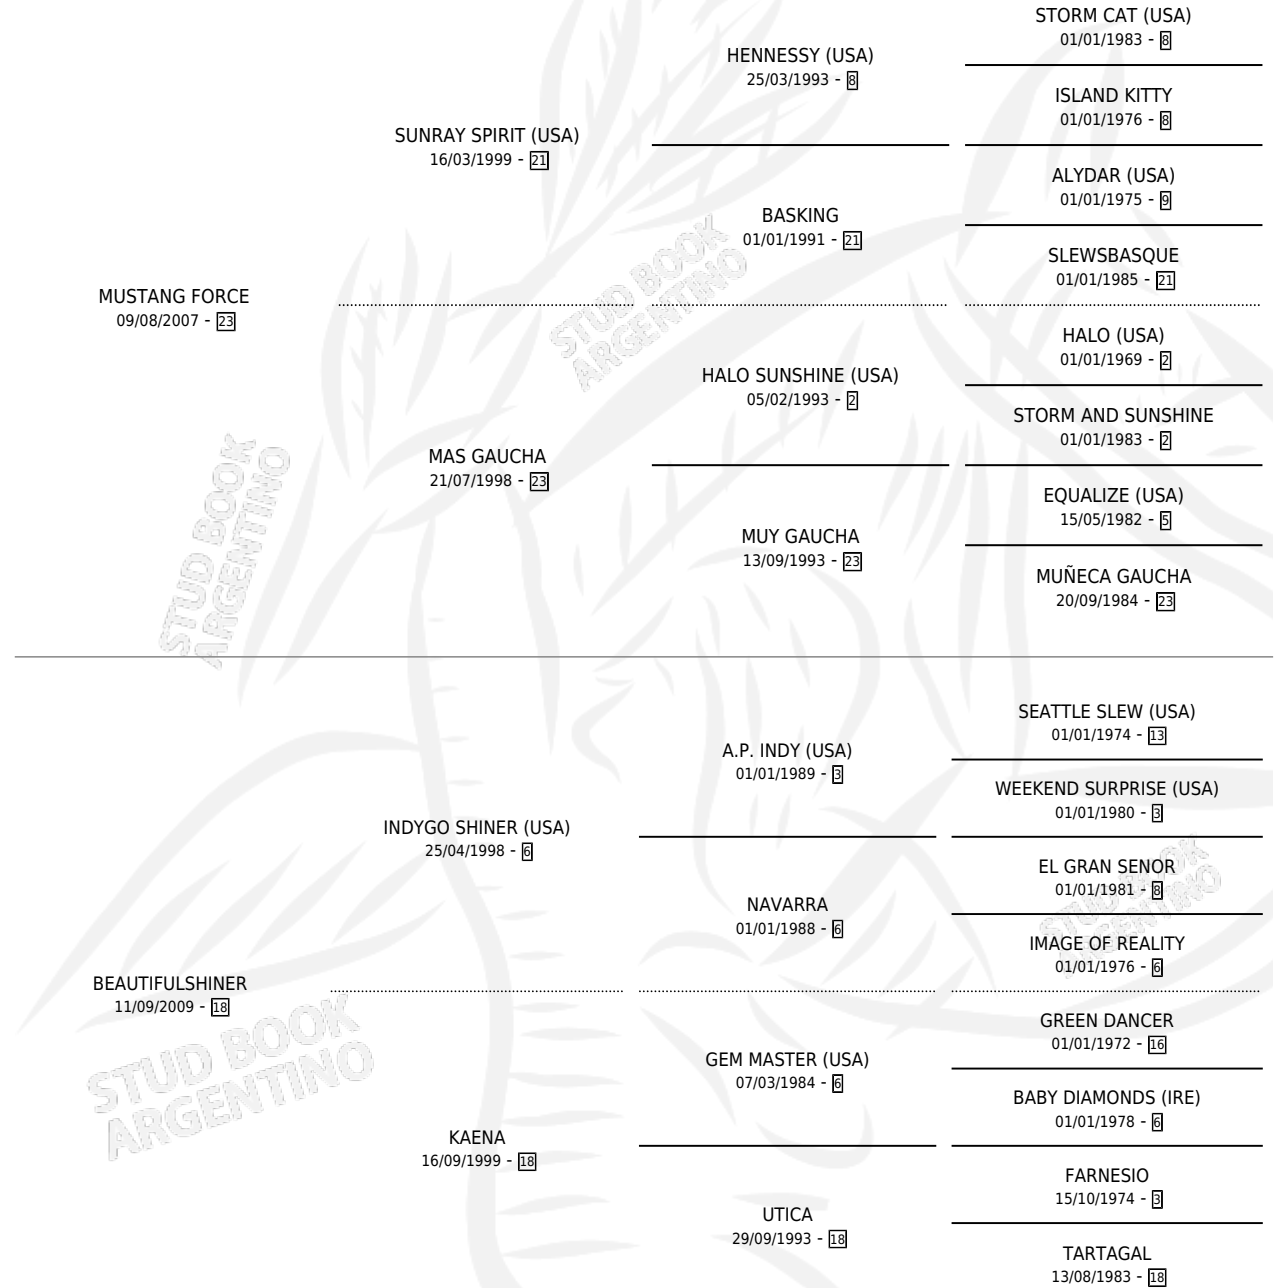 STORM CAT (USA)
01/01/1983 - 8
HENNESSY (USA)
25/03/1993 - 8
ISLAND KITTY
01/01/1976 - 8
SUNRAY SPIRIT (USA)
16/03/1999 - 21
ALYDAR (USA)
01/01/1975 - 9
BASKING
01/01/1991 - 21
SLEWSBASQUE
01/01/1985 - 21
MUSTANG FORCE
09/08/2007 - 23
HALO (USA)
01/01/1969 - 2
HALO SUNSHINE (USA)
05/02/1993 - 2
STORM AND SUNSHINE
01/01/1983 - 2
MAS GAUCHA
21/07/1998 - 23
EQUALIZE (USA)
15/05/1982 - 5
MUY GAUCHA
13/09/1993 - 23
MUÑECA GAUCHA
20/09/1984 - 23
STUD BOOK
ARGENTINO
STUD BOOK
ARGENTINO
SEATTLE SLEW (USA)
01/01/1974 - 13
A.P. INDY (USA)
01/01/1989 - 3
WEEKEND SURPRISE (USA)
01/01/1980 - 3
INDYGO SHINER (USA)
25/04/1998 - 6
EL GRAN SENOR
01/01/1981 - 8
NAVARRA
01/01/1988 - 6
IMAGE OF REALITY
01/01/1976 - 6
BEAUTIFULSHINER
11/09/2009 - 18
GREEN DANCER
01/01/1972 - 16
GEM MASTER (USA)
07/03/1984 - 6
BABY DIAMONDS (IRE)
01/01/1978 - 6
KAENA
16/09/1999 - 18
FARNESIO
15/10/1974 - 3
UTICA
29/09/1993 - 18
TARTAGAL
13/08/1983 - 18
STUD BOOK
ARGENTINO
STUD BOOK
ARGENTINO